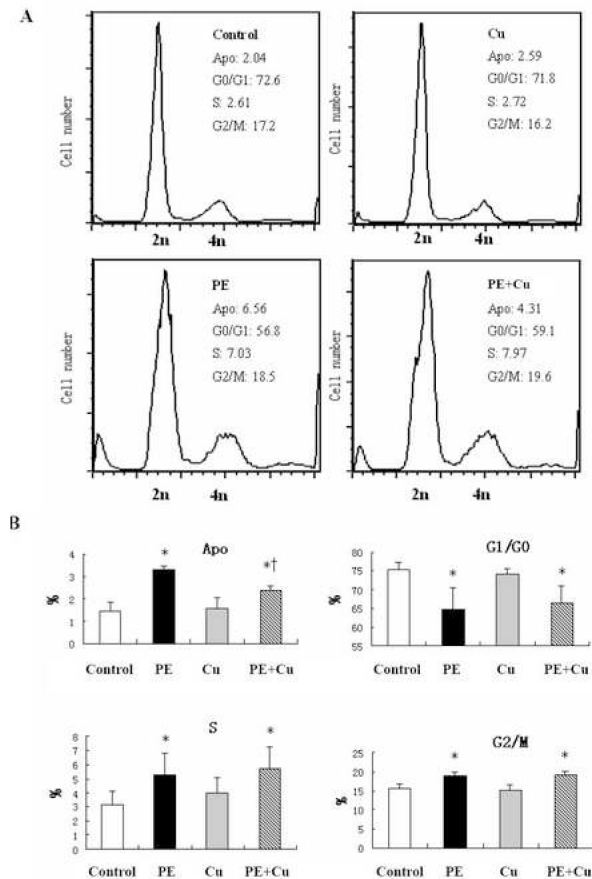 A
Control
Apo: 2.04
G0/G1: 72.6
S: 2.61
G2/M: 17.2
Cell number
2n 4n
Cu
Apo: 2.59
G0/G1: 71.8
S: 2.72
G2/M: 16.2
Cell number
2n 4n
PE
Apo: 6.56
G0/G1: 56.8
S: 7.03
G2/M: 18.5
Cell number
2n 4n
PE+Cu
Apo: 4.31
G0/G1: 59.1
S: 7.97
G2/M: 19.6
Cell number
2n 4n
B
Apo
%
4
3
2
1
0
*
*†
Control PE Cu PE+Cu
G1/G0
%
80
75
70
65
60
55
*
*
Control PE Cu PE+Cu
S
%
8
7
6
5
4
3
2
1
0
*
*
Control PE Cu PE+Cu
G2/M
%
25
20
15
10
5
0
*
*
Control PE Cu PE+Cu